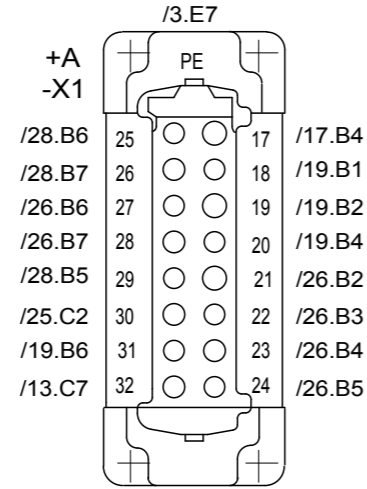 /3.E7
+A
-X1
PE
/28.B6 25 17 /17.B4
/28.B7 26 18 /19.B1
/26.B6 27 19 /19.B2
/26.B7 28 20 /19.B4
/28.B5 29 21 /26.B2
/25.C2 30 22 /26.B3
/19.B6 31 23 /26.B4
/13.C7 32 24 /26.B5